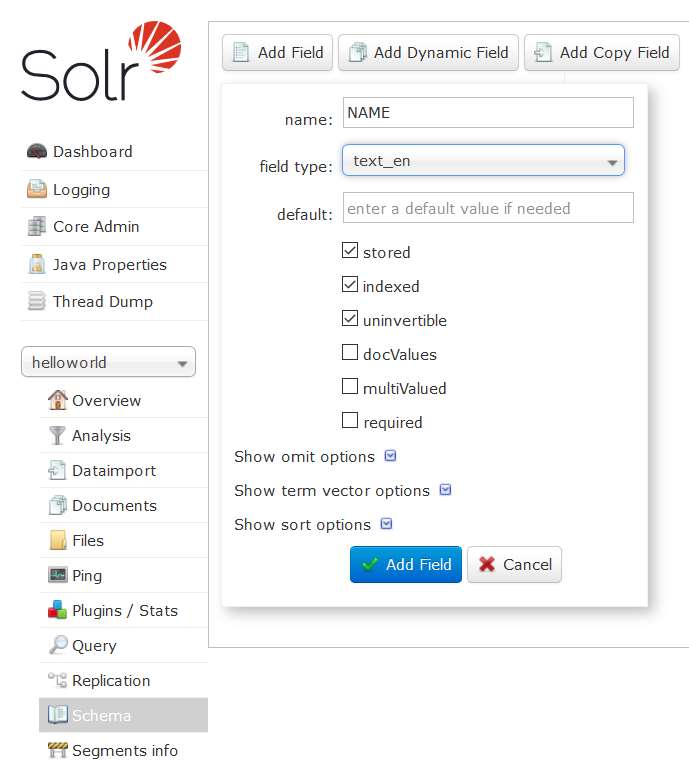 Solr
Dashboard
Logging
Core Admin
Java Properties
Thread Dump
helloworld
Overview
Analysis
Dataimport
Documents
Files
Ping
Plugins / Stats
Query
Replication
Schema
Segments info
Add Field Add Dynamic Field Add Copy Field
name: NAME
field type: text_en
default: enter a default value if needed
stored
indexed
uninvertible
docValues
multiValued
required
Show omit options
Show term vector options
Show sort options
Add Field Cancel